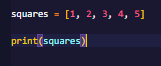 squares = [1, 2, 3, 4, 5]
print(squares)